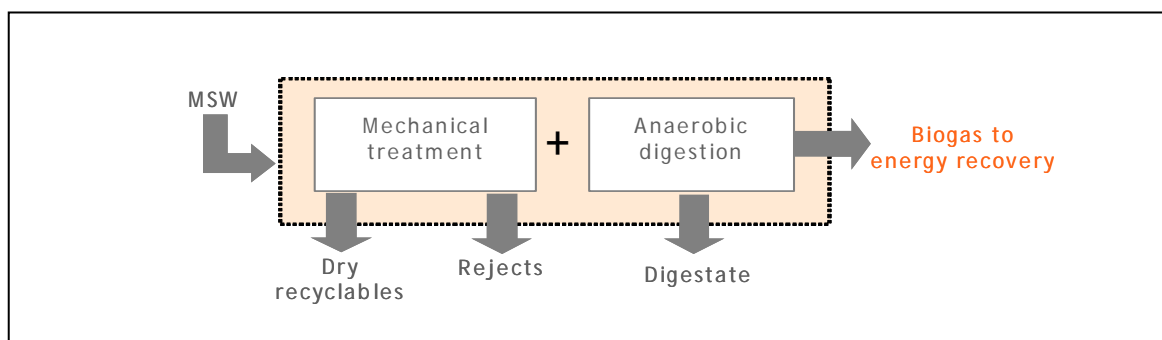 MSW
Mechanical
treatment
+
Anaerobic
digestion
Biogas to
energy recovery
Dry
recyclables
Rejects
Digestate